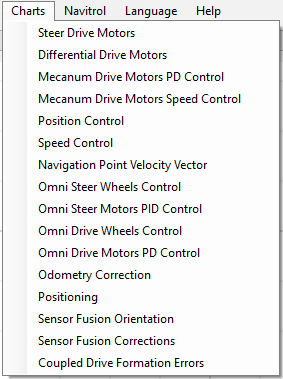 Charts Navitrol Language Help
Steer Drive Motors
Differential Drive Motors
Mecanum Drive Motors PD Control
Mecanum Drive Motors Speed Control
Position Control
Speed Control
Navigation Point Velocity Vector
Omni Steer Wheels Control
Omni Steer Motors PID Control
Omni Drive Wheels Control
Omni Drive Motors PD Control
Odometry Correction
Positioning
Sensor Fusion Orientation
Sensor Fusion Corrections
Coupled Drive Formation Errors